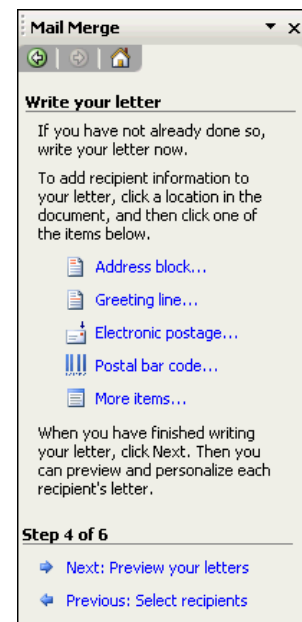 Mail Merge
Write your letter
If you have not already done so,
write your letter now.
To add recipient information to
your letter, click a location in the
document, and then click one of
the items below.
Address block...
Greeting line...
Electronic postage...
Postal bar code...
More items...
When you have finished writing
your letter, click Next. Then you
can preview and personalize each
recipient's letter.
Step 4 of 6
Next: Preview your letters
Previous: Select recipients